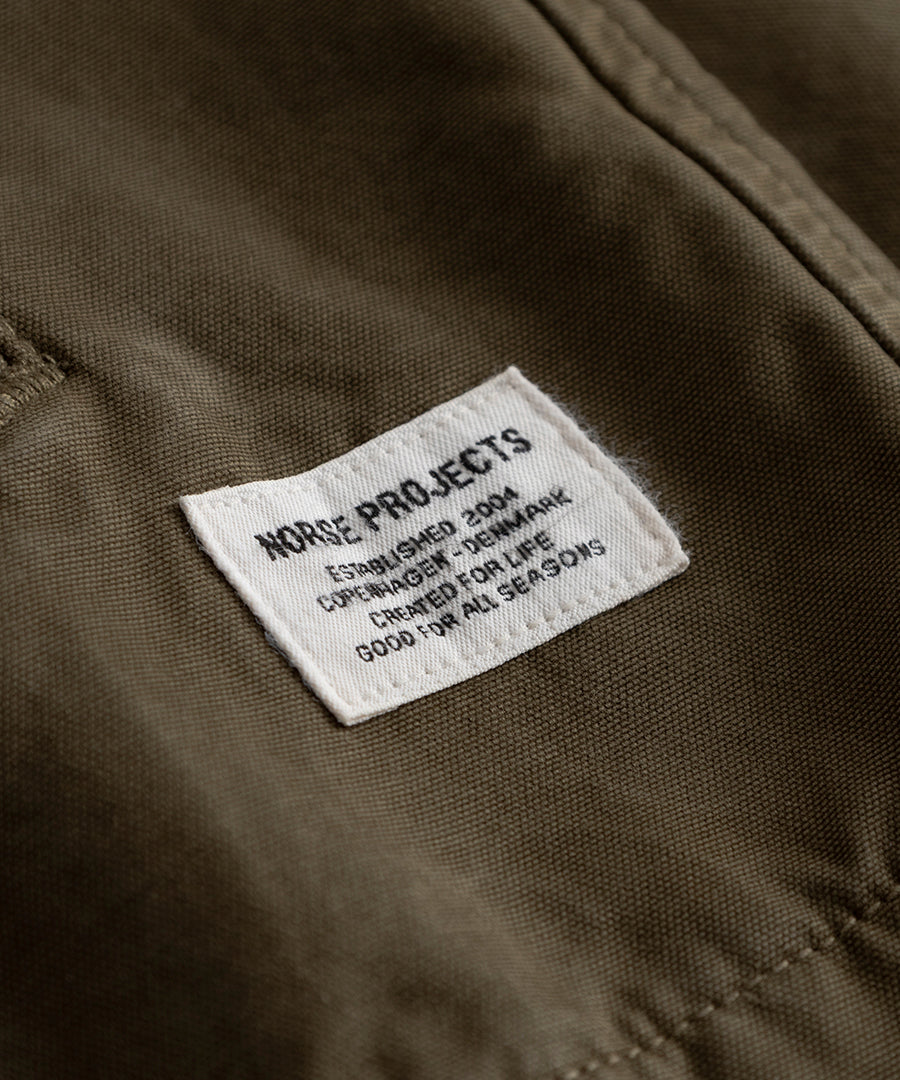 NORSE PROJECTS
ESTABLISHED 2004
COPENHAGEN - DENMARK
CREATED FOR LIFE
GOOD FOR ALL SEASONS